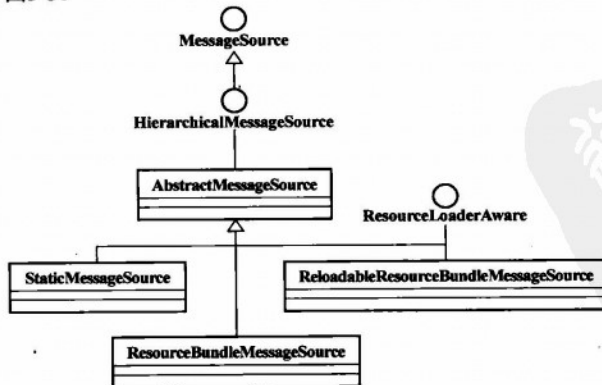 MessageSource
HierarchicalMessageSource
AbstractMessageSource
ResourceLoaderAware
StaticMessageSource
ReloadableResourceBundleMessageSource
ResourceBundleMessageSource